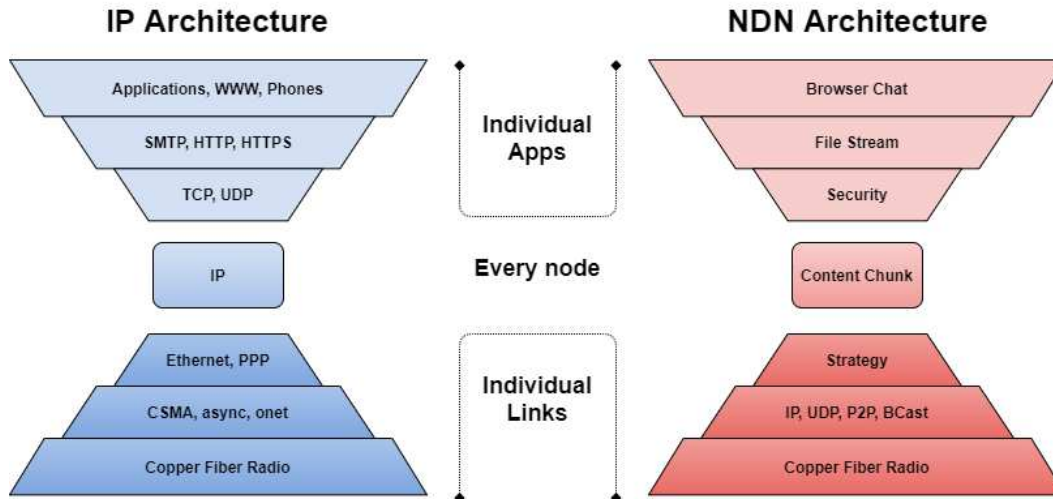 IP Architecture
NDN Architecture
Applications, WWW, Phones
SMTP, HTTP, HTTPS
TCP, UDP
IP
Ethernet, PPP
CSMA, async, onet
Copper Fiber Radio
Individual
Apps
Every node
Individual
Links
Browser Chat
File Stream
Security
Content Chunk
Strategy
IP, UDP, P2P, BCast
Copper Fiber Radio